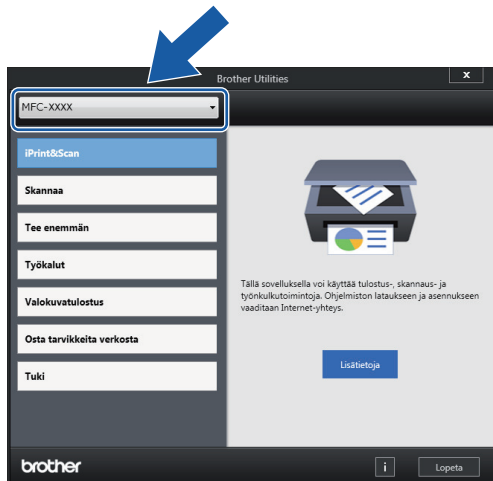 Brother Utilities
X
MFC-XXXX
iPrint&Scan
Skannaa
Tee enemmän
Työkalut
Valokuvatulostus
Osta tarvikkeita verkosta
Tuki
Tällä sovelluksella voi käyttää tulostus-, skannaus- ja
työnkulkutoimintoja. Ohjelmiston lataukseen ja asennukseen
vaaditaan Internet-yhteys.
Lisätietoja
brother
i
Lopeta